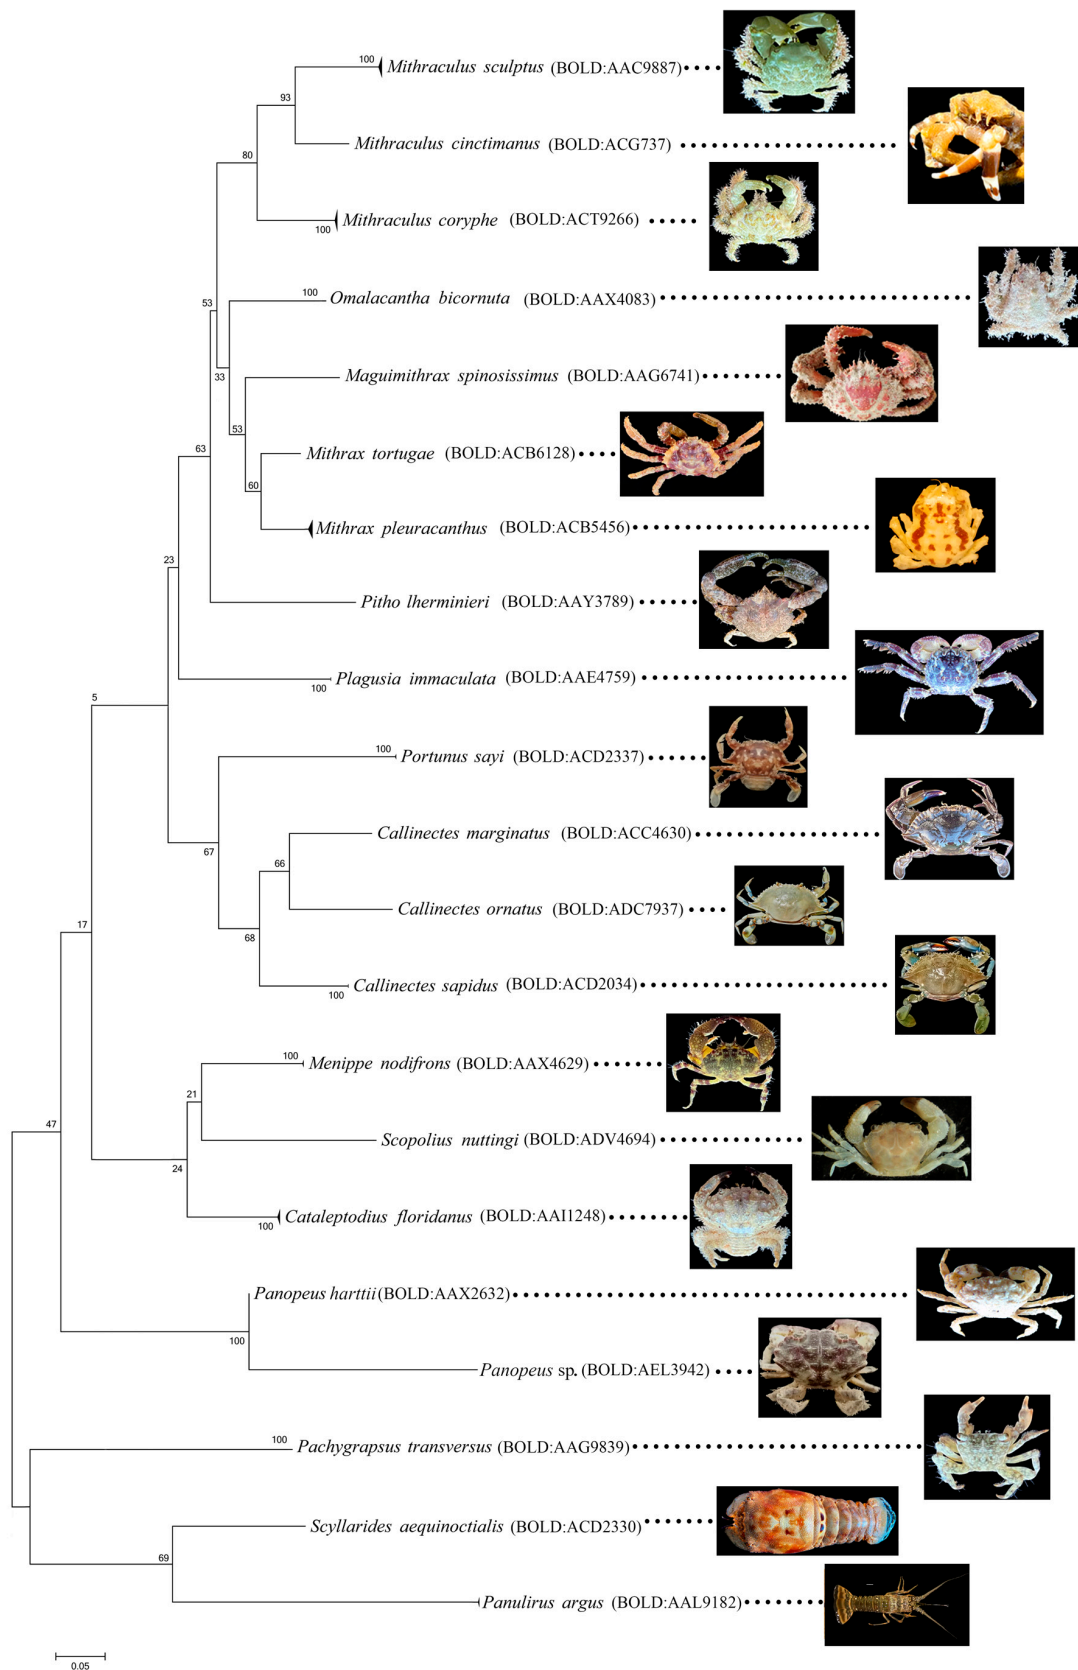 100 Mithraculus sculptus (BOLD:AAC9887)
93
Mithraculus cinctimanus (BOLD:ACG737)
80
100 Mithraculus coryphe (BOLD:ACT9266)
53
100 Omalacantha bicornuta (BOLD:AAX4083)
33
Maguimithrax spinosissimus (BOLD:AAG6741)
53
63
Mithrax tortugae (BOLD:ACB6128)
60
Mithrax pleuracanthus (BOLD:ACB5456)
23
Pitho lherminieri (BOLD:AAY3789)
100 Plagusia immaculata (BOLD:AAE4759)
5
100 Portunus sayi (BOLD:ACD2337)
67
Callinectes marginatus (BOLD:ACC4630)
66
Callinectes ornatus (BOLD:ADC7937)
17
68
100 Callinectes sapidus (BOLD:ACD2034)
100 Menippe nodifrons (BOLD:AAX4629)
21
47
Scopolius nuttingi (BOLD:ADV4694)
24
100 Cataleptodius floridanus (BOLD:AAI1248)
Panopeus harttii (BOLD:AAX2632)
100
Panopeus sp. (BOLD:AEL3942)
100 Pachygrapsus transversus (BOLD:AAG9839)
Scyllarides aequinoctialis (BOLD:ACD2330)
69
Panulirus argus (BOLD:AAL9182)
0.05